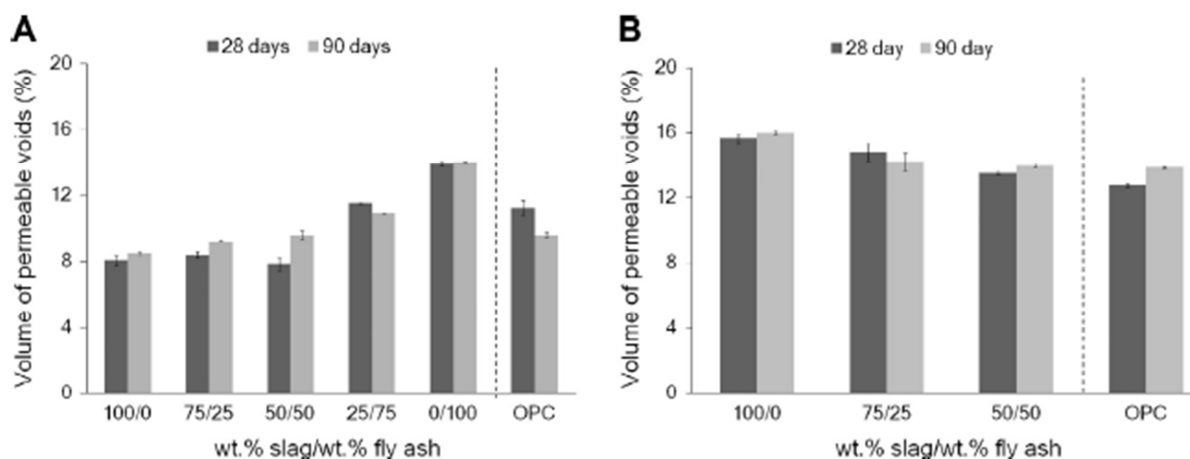 A
28 days 90 days
Volume of permeable voids (%)
20
16
12
8
4
0
100/0 75/25 50/50 25/75 0/100 OPC
wt.% slag/wt.% fly ash
B
28 day 90 day
Volume of permeable voids (%)
20
16
12
8
4
0
100/0 75/25 50/50 OPC
wt.% slag/wt.% fly ash